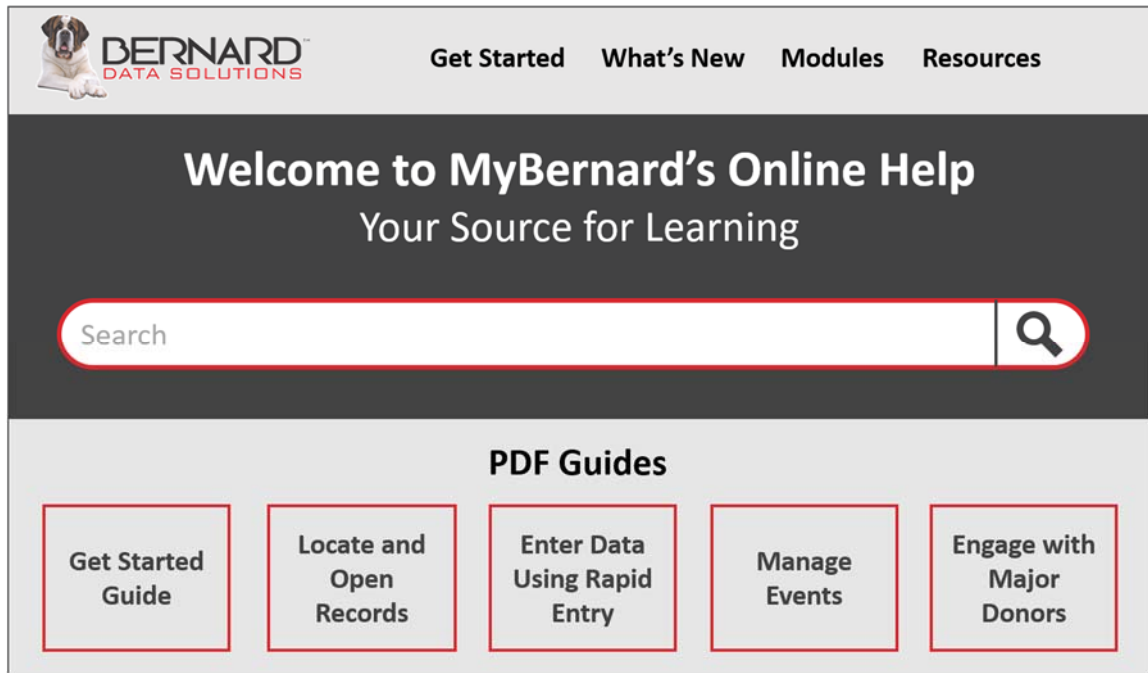 BERNARD™
DATA SOLUTIONS
Get Started What's New Modules Resources
Welcome to MyBernard's Online Help
Your Source for Learning
Search
PDF Guides
Get Started
Guide
Locate and
Open
Records
Enter Data
Using Rapid
Entry
Manage
Events
Engage with
Major
Donors